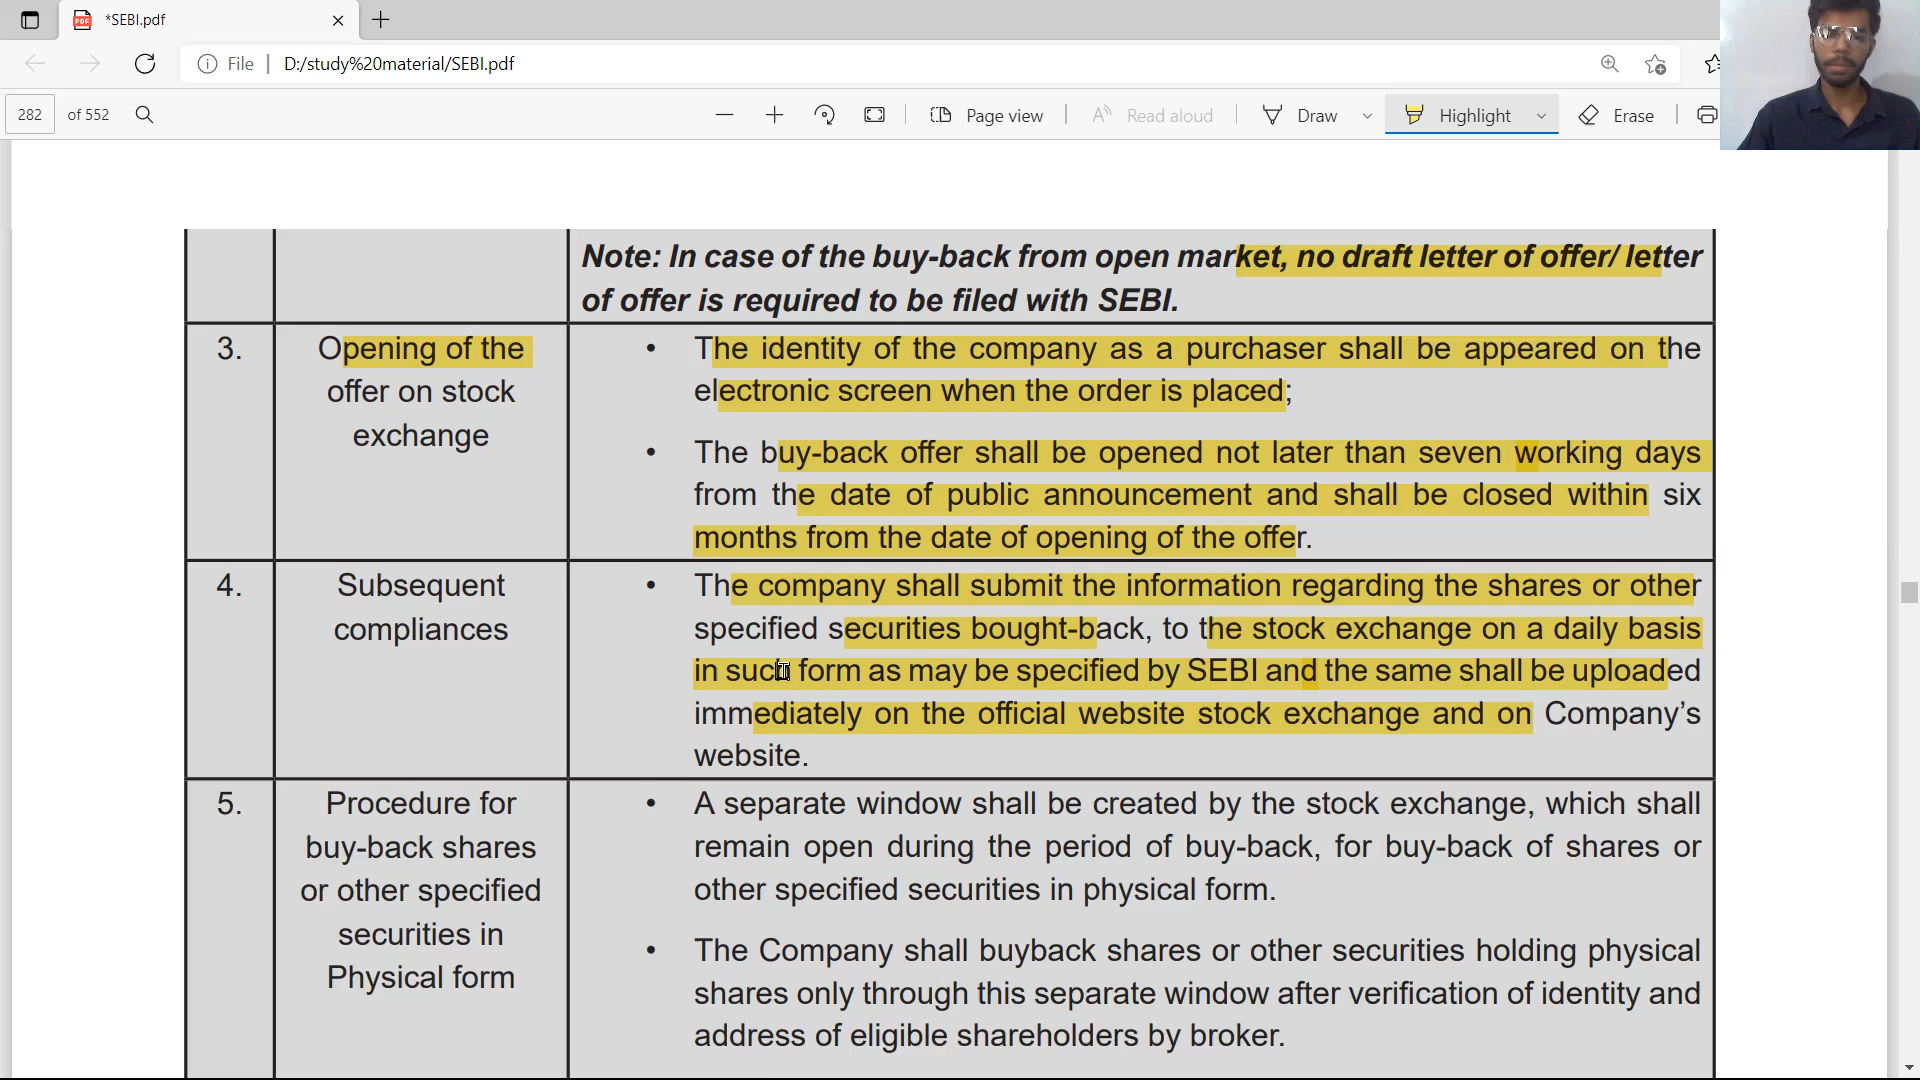 *SEBI.pdf
File
D:/study%20material/SEBI.pdf
282 of 552
Page view
Read aloud
Draw
Highlight
Erase
Note: In case of the buy-back from open market, no draft letter of offer/ letter
of offer is required to be filed with SEBI.
3.
Opening of the
offer on stock
exchange
• The identity of the company as a purchaser shall be appeared on the
electronic screen when the order is placed;
• The buy-back offer shall be opened not later than seven working days
from the date of public announcement and shall be closed within six
months from the date of opening of the offer.
4.
Subsequent
compliances
• The company shall submit the information regarding the shares or other
specified securities bought-back, to the stock exchange on a daily basis
in such form as may be specified by SEBI and the same shall be uploaded
immediately on the official website stock exchange and on Company’s
website.
5.
Procedure for
buy-back shares
or other specified
securities in
Physical form
• A separate window shall be created by the stock exchange, which shall
remain open during the period of buy-back, for buy-back of shares or
other specified securities in physical form.
• The Company shall buyback shares or other securities holding physical
shares only through this separate window after verification of identity and
address of eligible shareholders by broker.